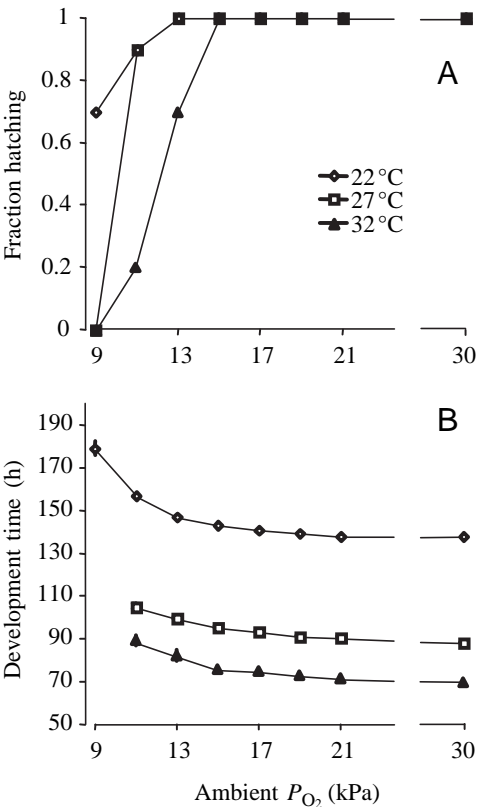 1
0.8
0.6
0.4
0.2
0
Fraction hatching
A
22 °C
27 °C
32 °C
9 13 17 21 30
190
170
150
130
110
90
70
50
Development time (h)
B
9 13 17 21 30
Ambient PO2 (kPa)